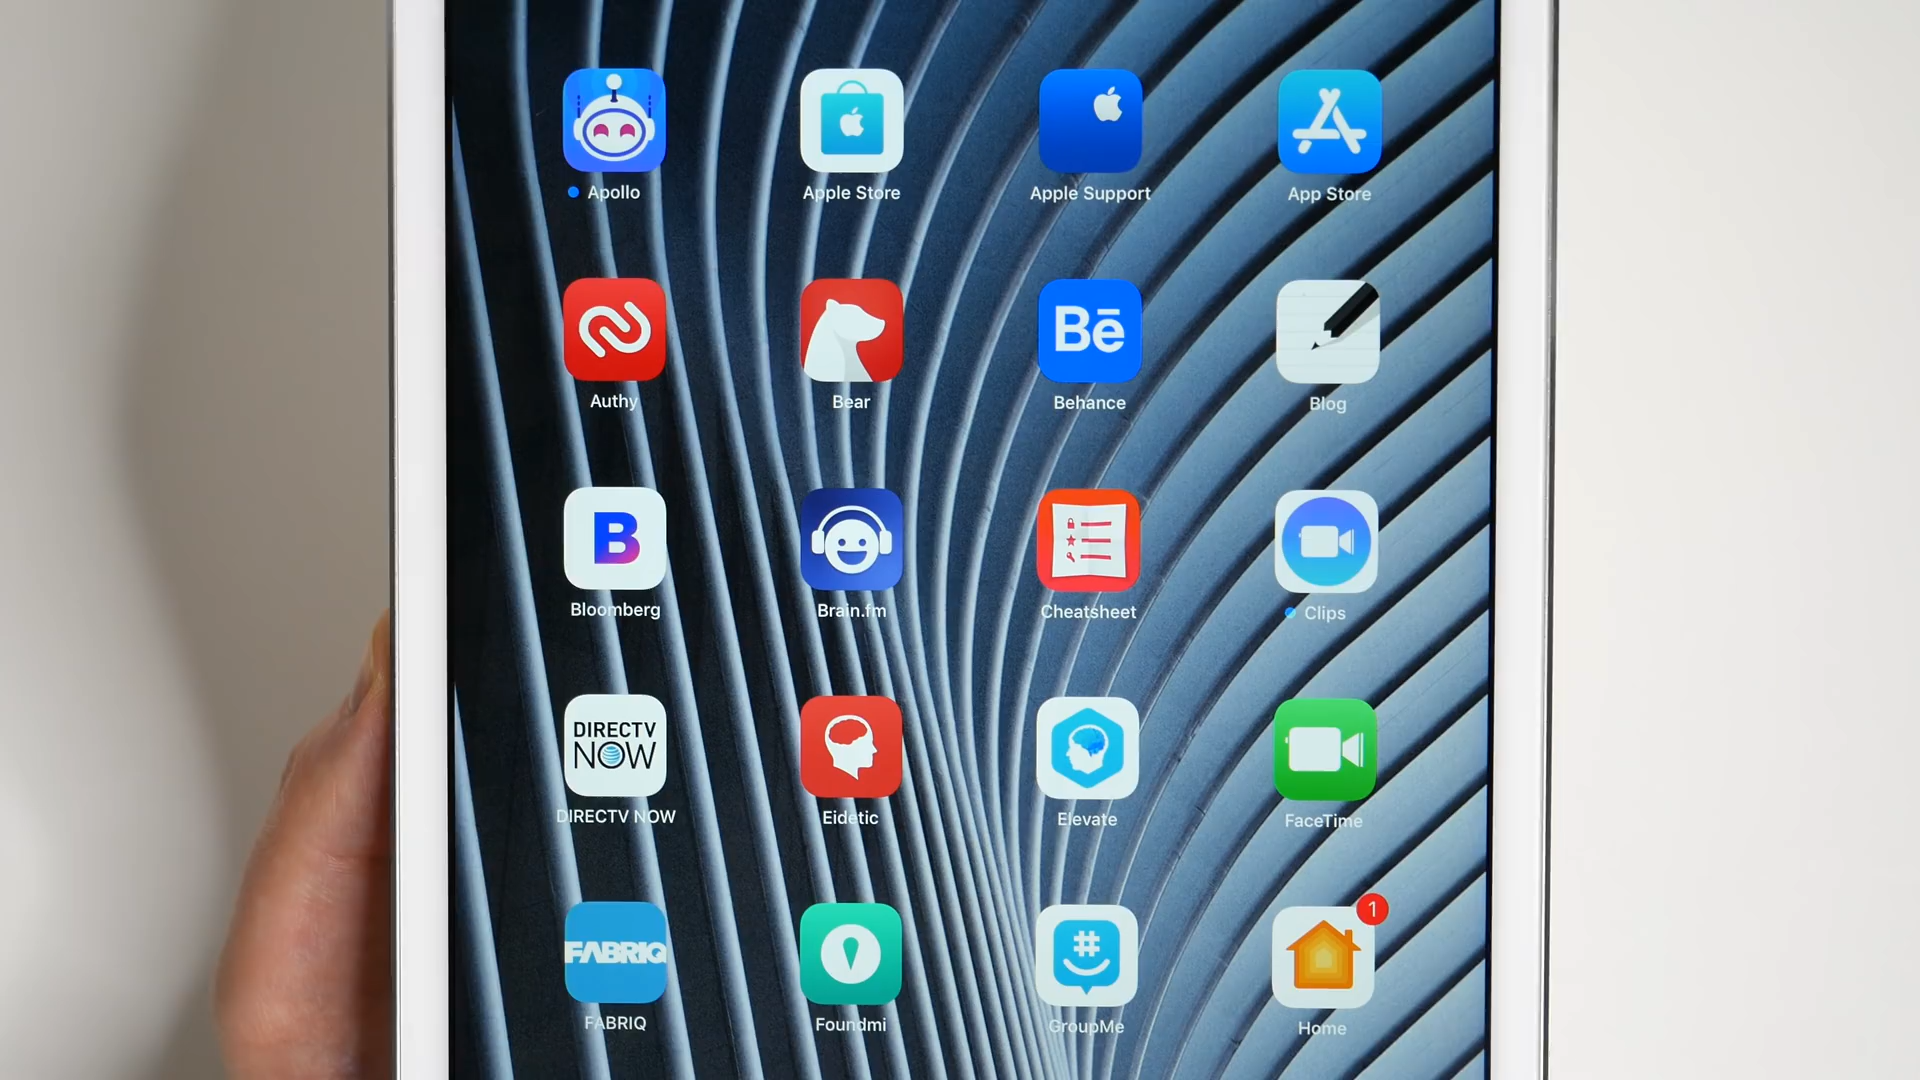 Apollo
Apple Store
Apple Support
App Store
Bē
Authy
Bear
Behance
Blog
B
Bloomberg
Brain.fm
Cheatsheet
Clips
DIRECTV
NOW
DIRECTV NOW
Eidetic
Elevate
FaceTime
1
FABRIQ
#
FABRIQ
Foundmi
GroupMe
Home